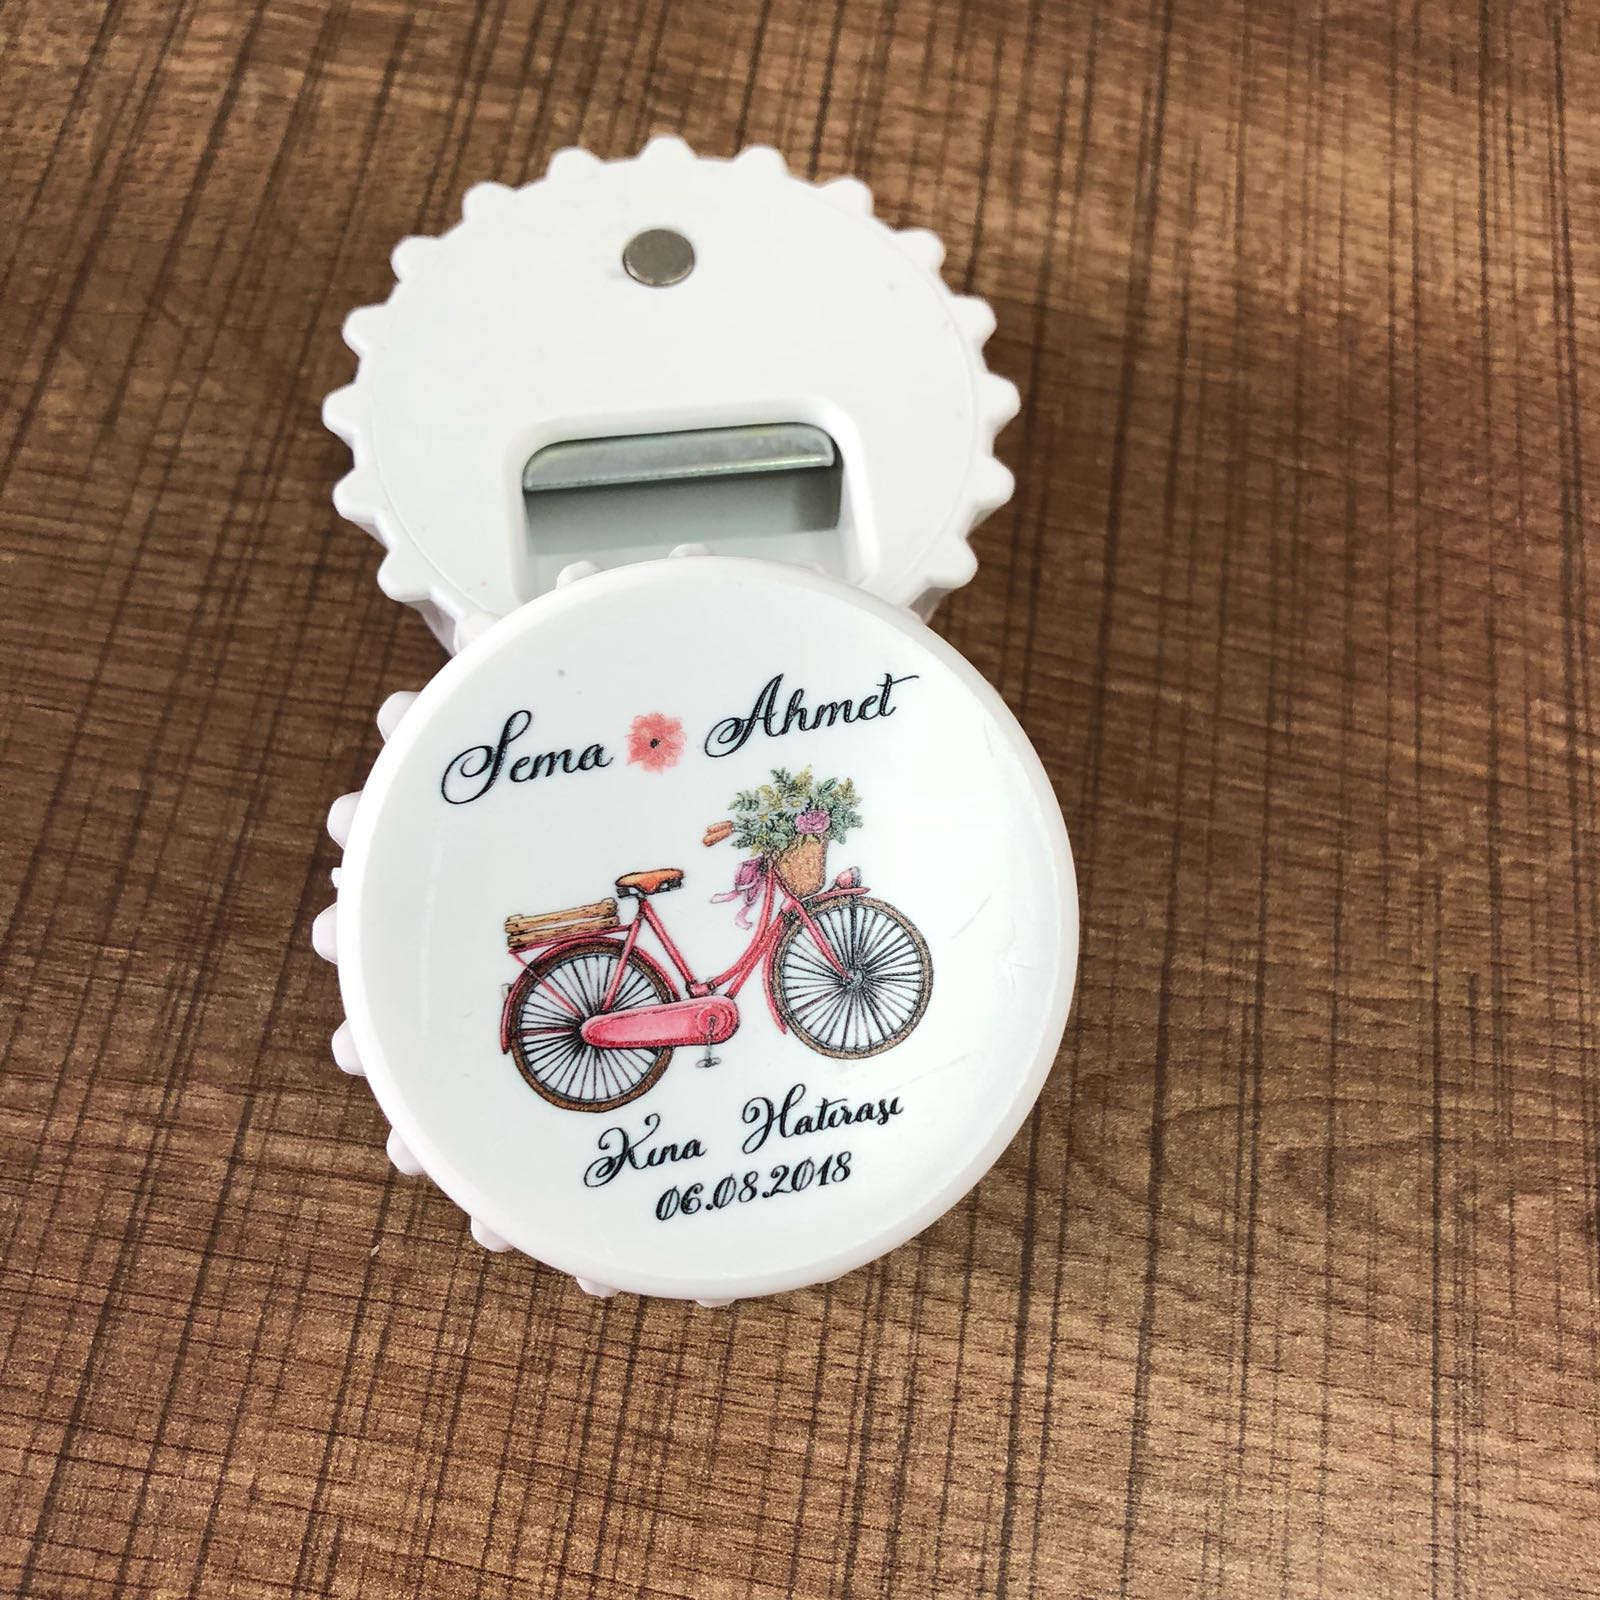 Sema Ahmet
Kına Hatırası
06.08.2018